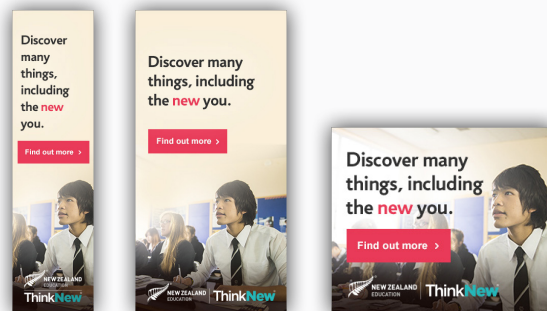 Discover
many
things,
including
the new
you.
Find out more >
NEW ZEALAND
EDUCATION
ThinkNew
Discover many
things, including
the new you.
Find out more >
NEW ZEALAND
EDUCATION
ThinkNew
Discover many
things, including
the new you.
Find out more >
NEW ZEALAND
EDUCATION
ThinkNew